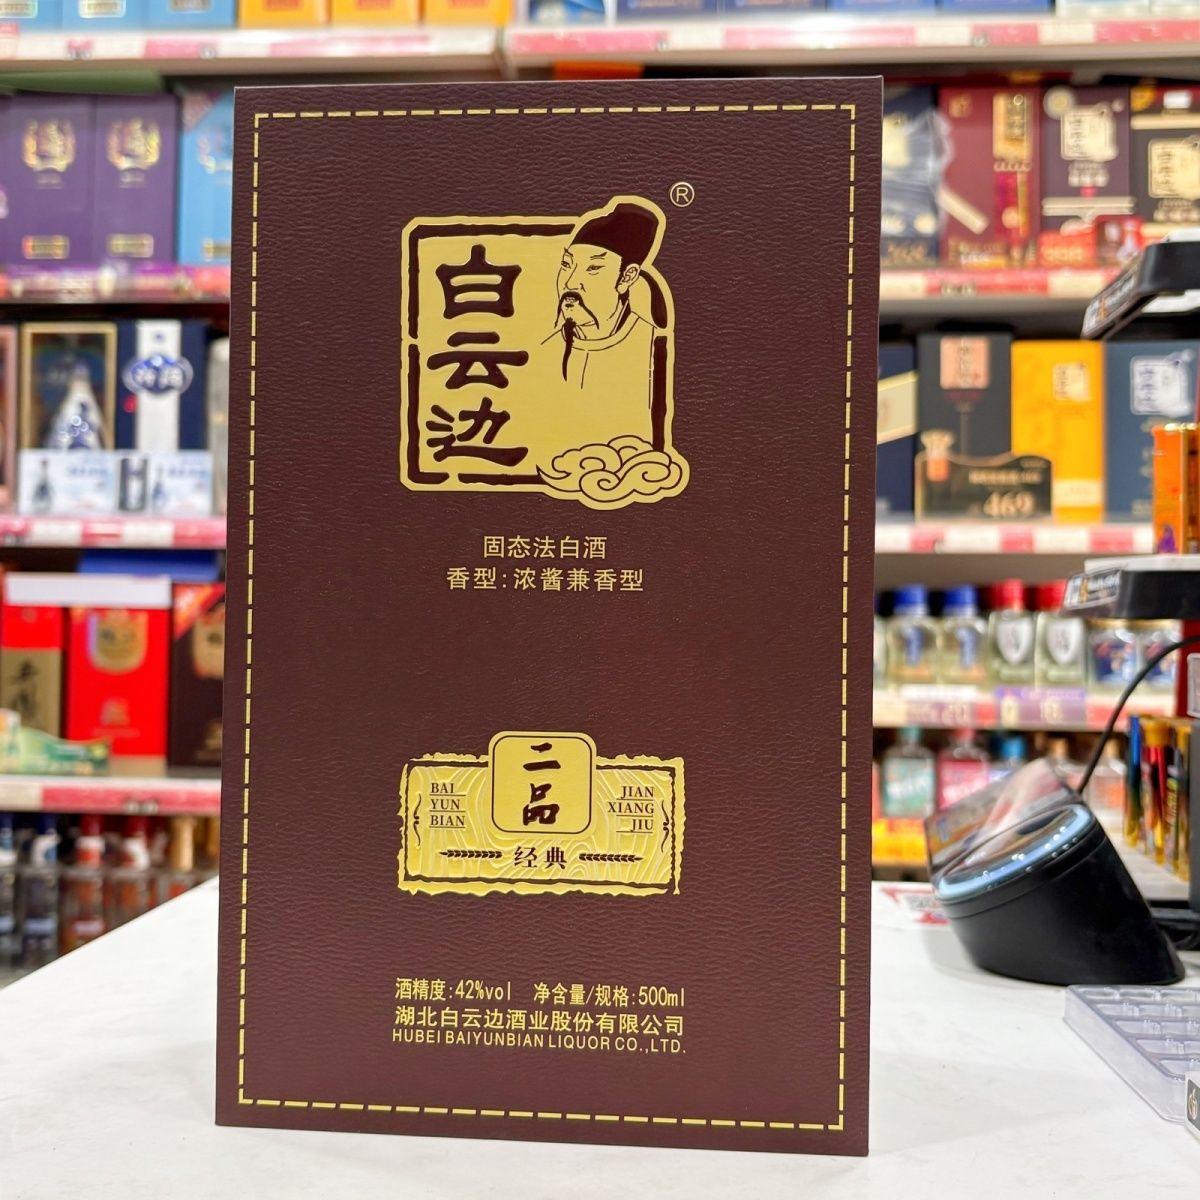 白云边
®
固态法白酒
香型:浓酱兼香型
二品
BAI
YUN
BIAN
JIAN
XIANG
JIU
经典
酒精度:42%vol 净含量/规格:500ml
湖北白云边酒业股份有限公司
HUBEI BAIYUNBIAN LIQUOR CO.,LTD.
469